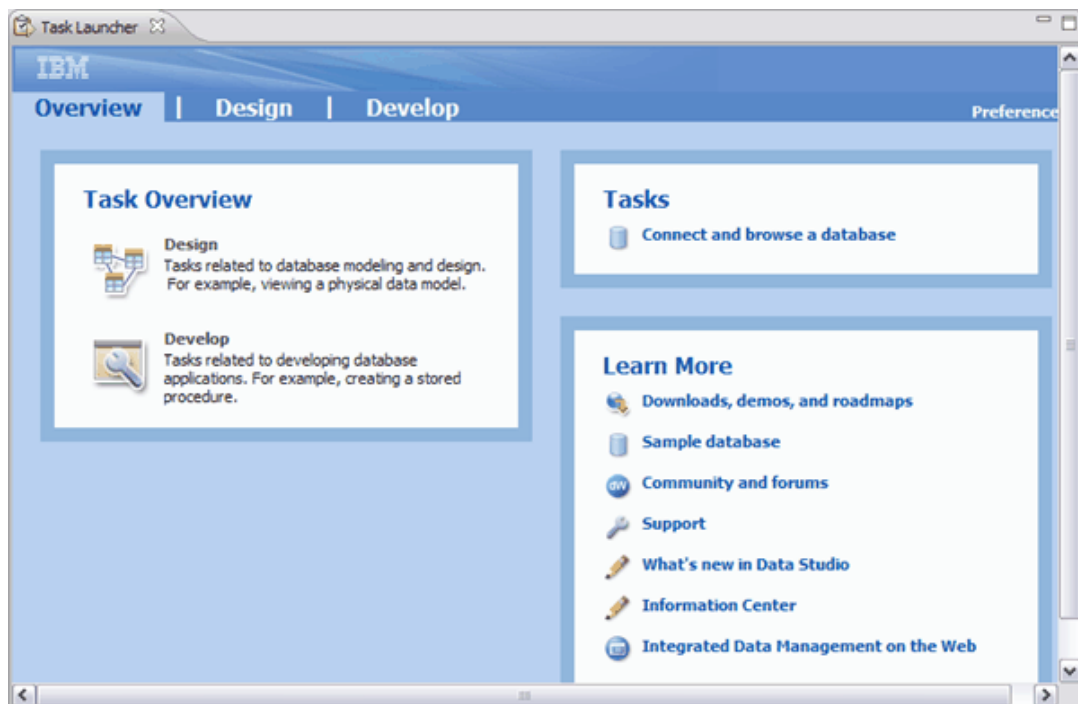 Task Launcher
IBM
Overview | Design | Develop
Preference
Task Overview
Design
Tasks related to database modeling and design.
For example, viewing a physical data model.
Develop
Tasks related to developing database
applications. For example, creating a stored
procedure.
Tasks
Connect and browse a database
Learn More
Downloads, demos, and roadmaps
Sample database
dW
Community and forums
Support
What's new in Data Studio
Information Center
Integrated Data Management on the Web